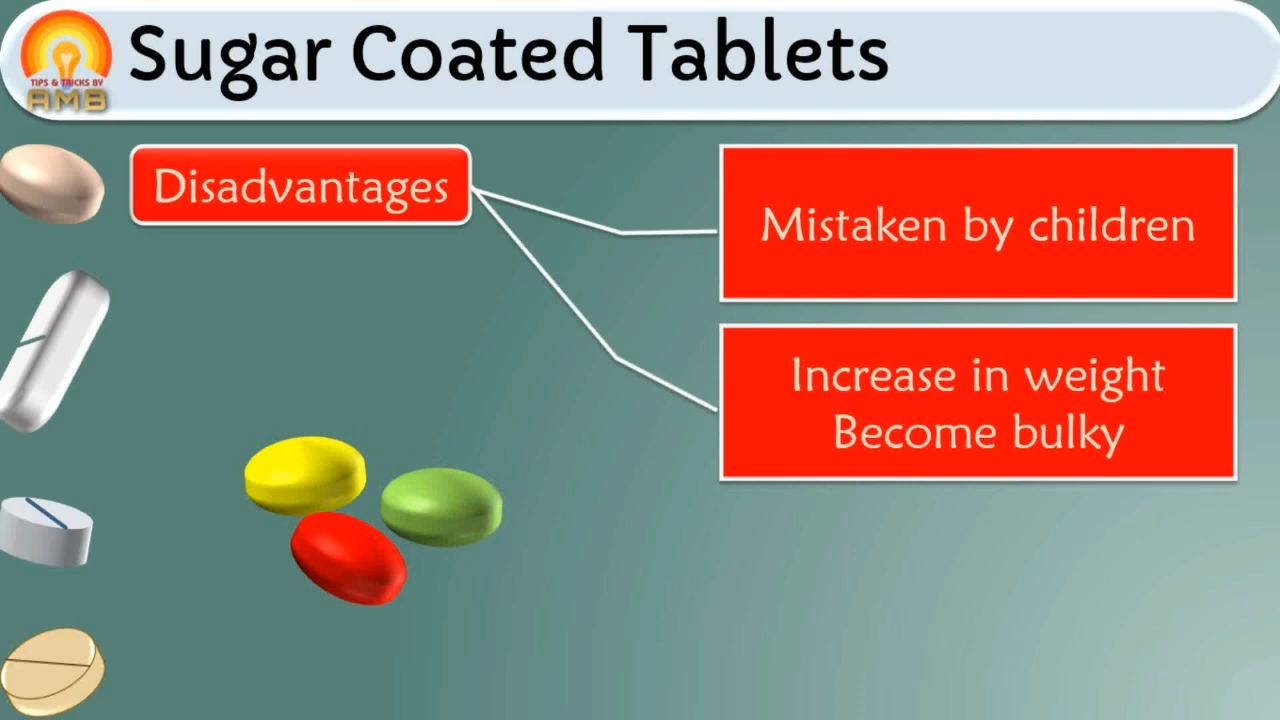 Sugar Coated Tablets
TIPS & TRICKS BY
AMB
Disadvantages
Mistaken by children
Increase in weight
Become bulky